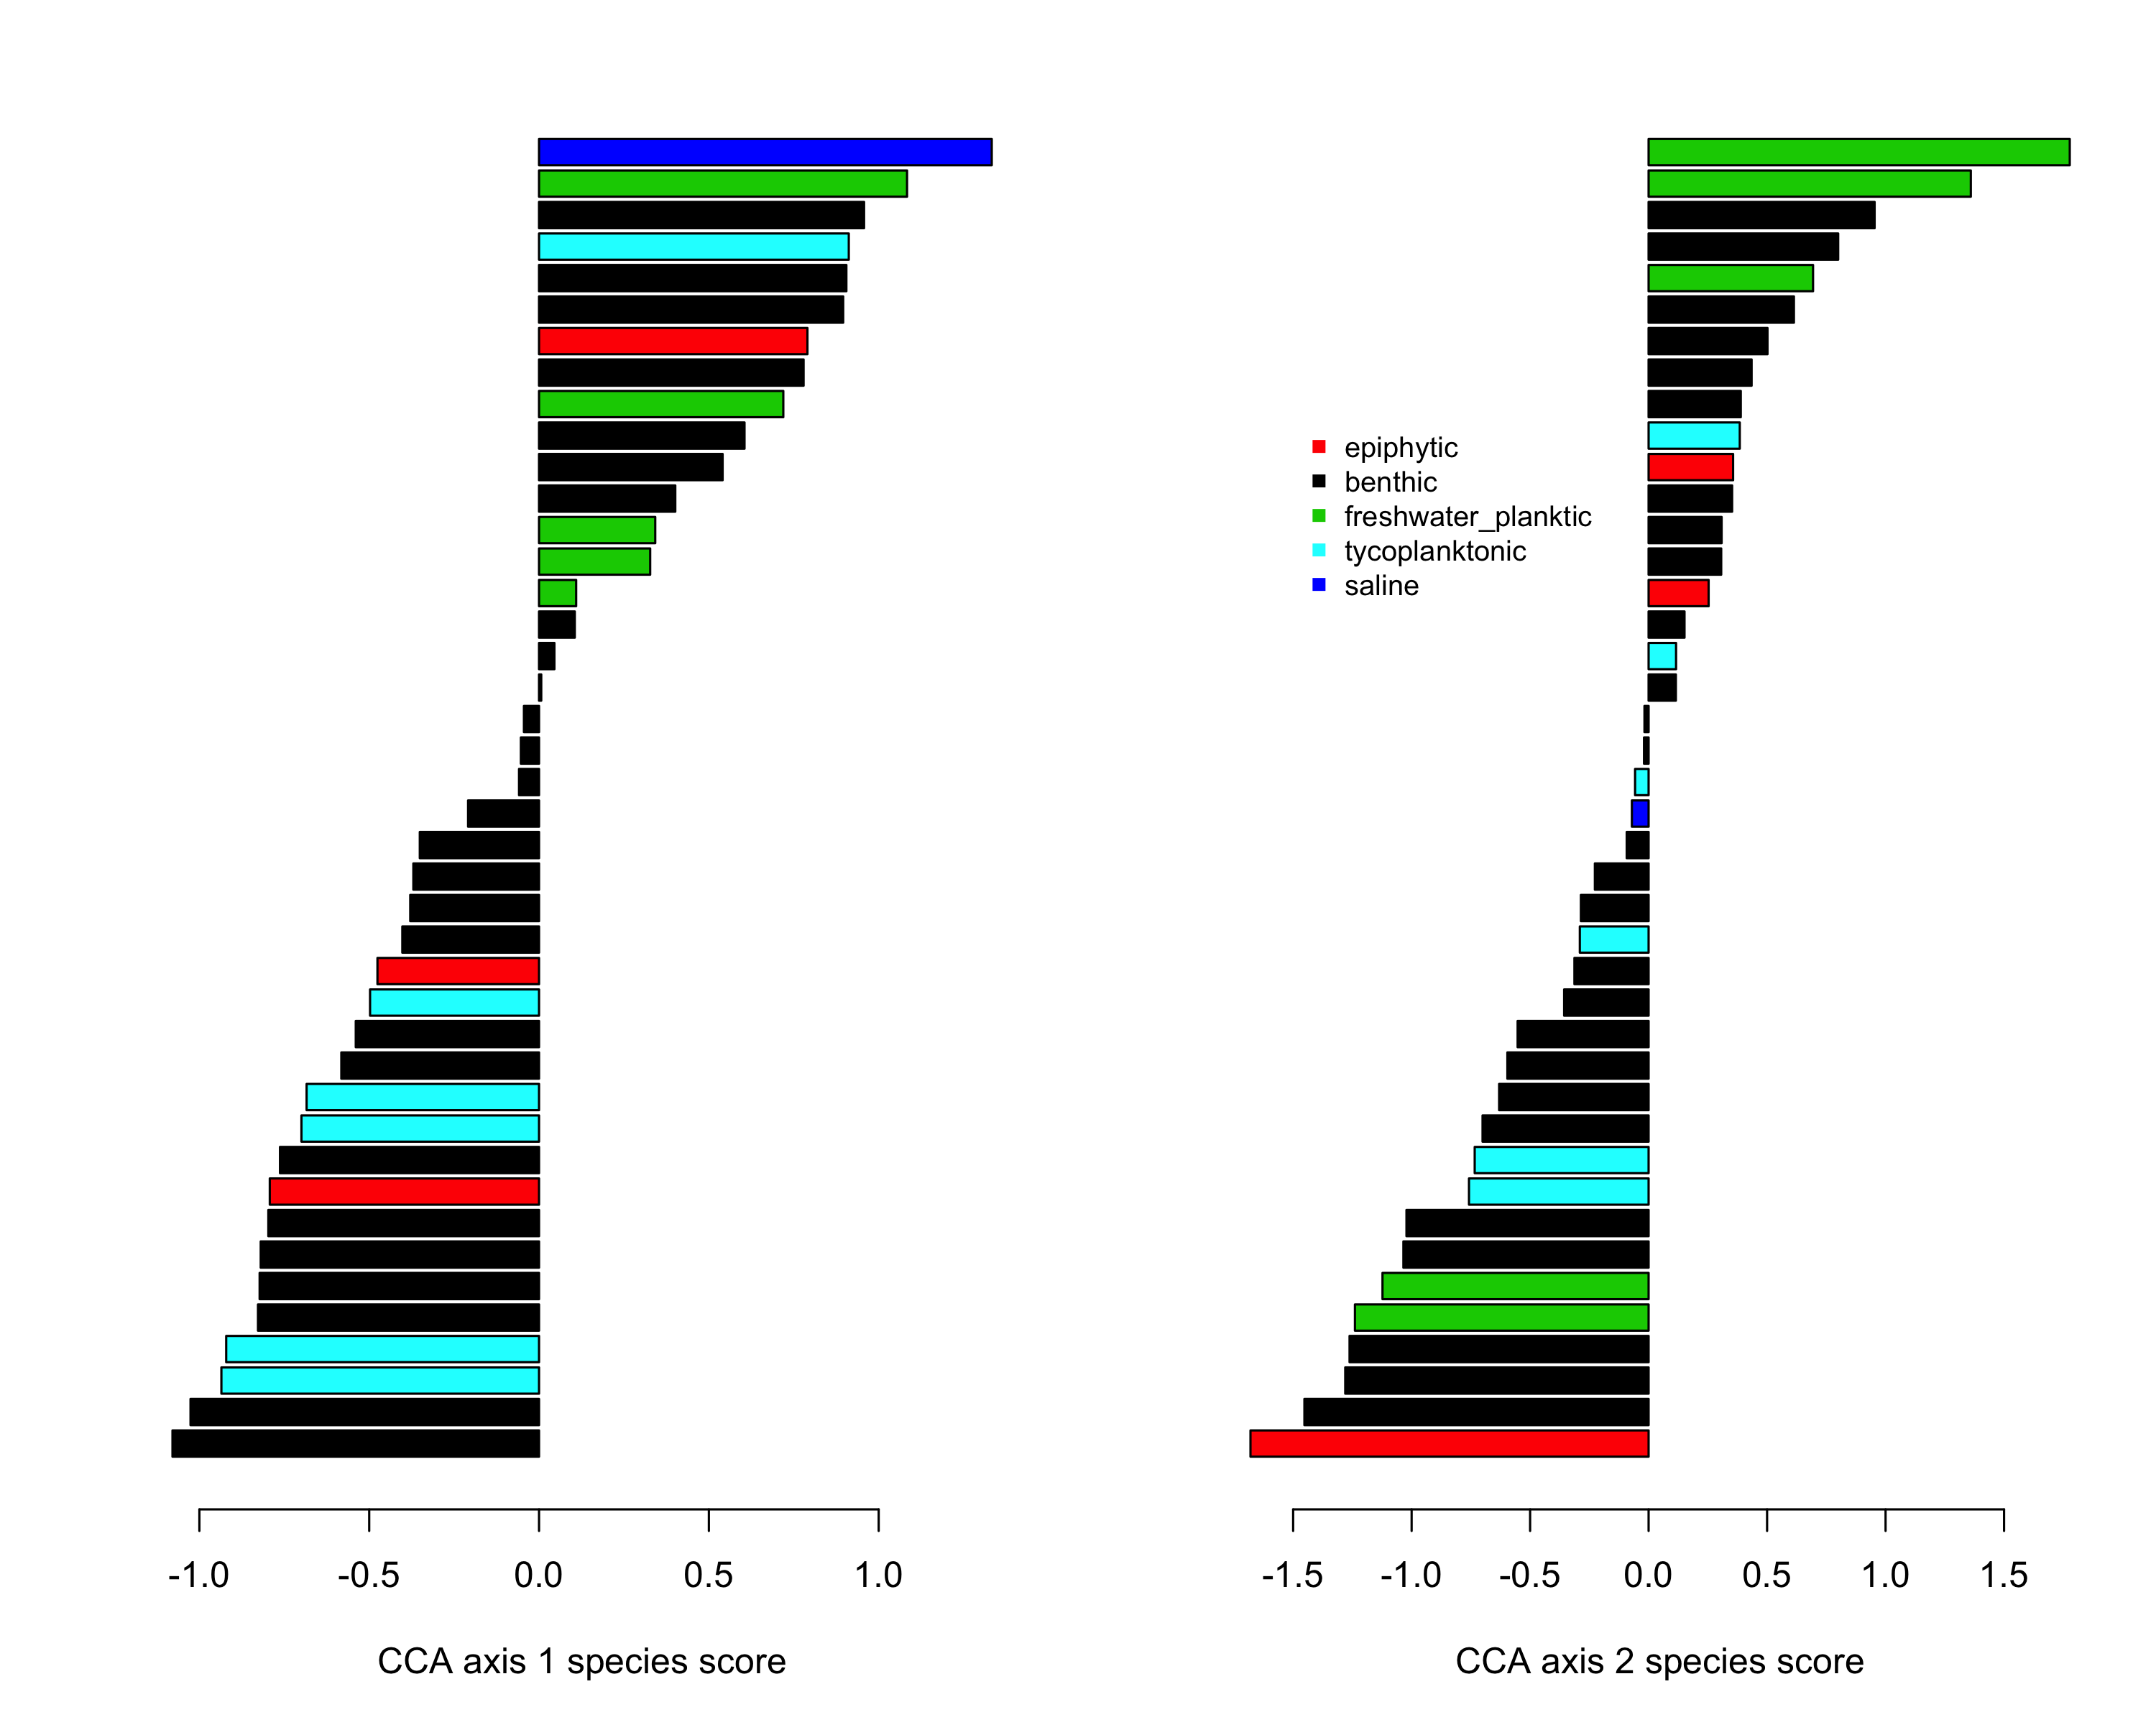 epiphytic
benthic
freshwater_planktic
tycoplanktonic
saline
-1.0 -0.5 0.0 0.5 1.0
CCA axis 1 species score
-1.5 -1.0 -0.5 0.0 0.5 1.0 1.5
CCA axis 2 species score